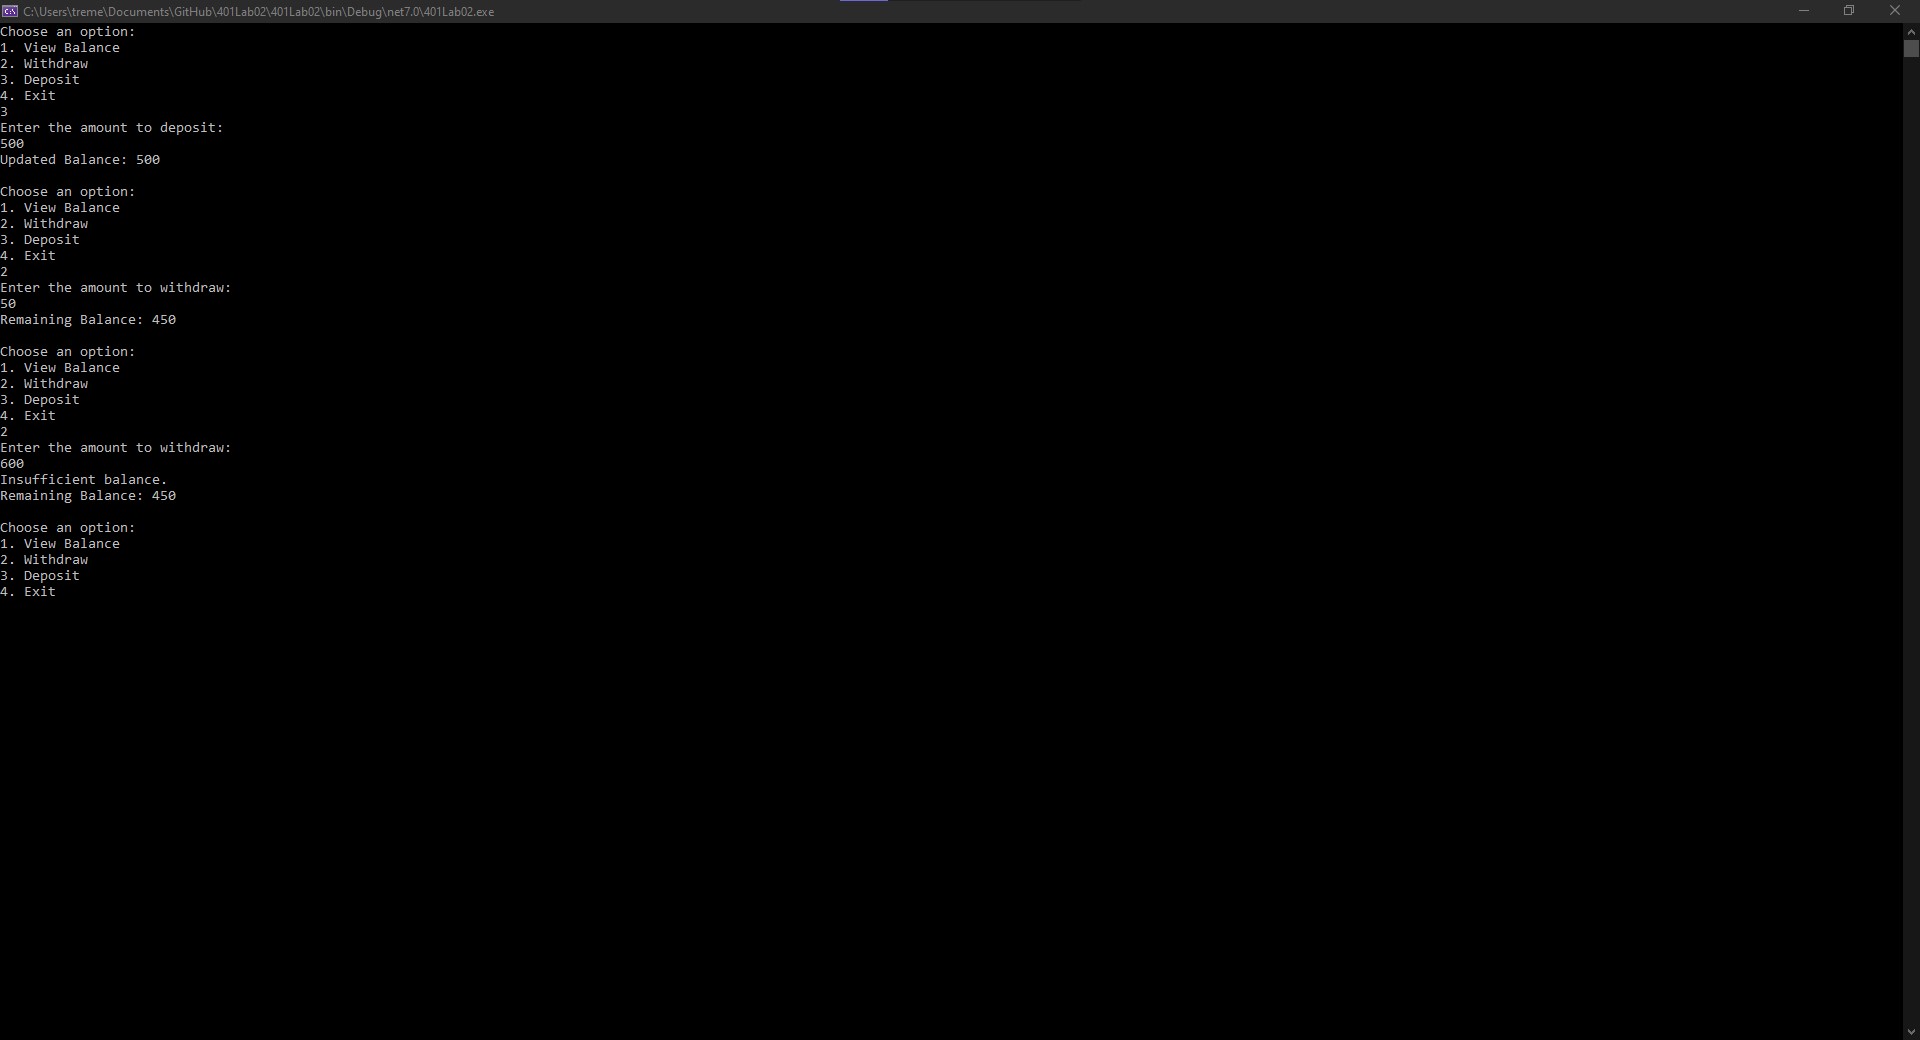 C:\Users\treme\Documents\GitHub\401Lab02\401Lab02\bin\Debug\net7.0\401Lab02.exe
Choose an option:
1. View Balance
2. Withdraw
3. Deposit
4. Exit
3
Enter the amount to deposit:
500
Updated Balance: 500

Choose an option:
1. View Balance
2. Withdraw
3. Deposit
4. Exit
2
Enter the amount to withdraw:
50
Remaining Balance: 450

Choose an option:
1. View Balance
2. Withdraw
3. Deposit
4. Exit
2
Enter the amount to withdraw:
600
Insufficient balance.
Remaining Balance: 450

Choose an option:
1. View Balance
2. Withdraw
3. Deposit
4. Exit